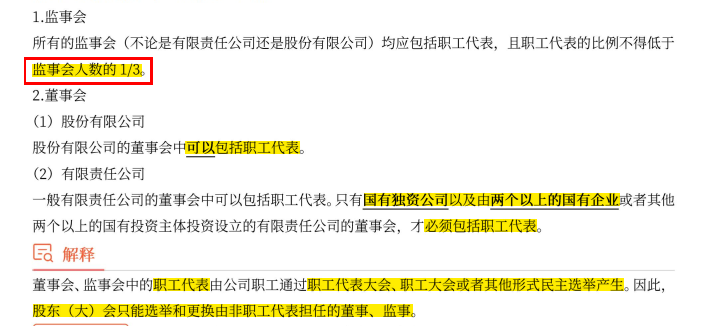 1.监事会
所有的监事会（不论是有限责任公司还是股份有限公司）均应包括职工代表，且职工代表的比例不得低于
监事会人数的 1/3。
2.董事会
（1）股份有限公司
股份有限公司的董事会中可以包括职工代表。
（2）有限责任公司
一般有限责任公司的董事会中可以包括职工代表。只有国有独资公司以及由两个以上的国有企业或者其他
两个以上的国有投资主体投资设立的有限责任公司的董事会，才必须包括职工代表。
解释
董事会、监事会中的职工代表由公司职工通过职工代表大会、职工大会或者其他形式民主选举产生。因此，
股东（大）会只能选举和更换由非职工代表担任的董事、监事。